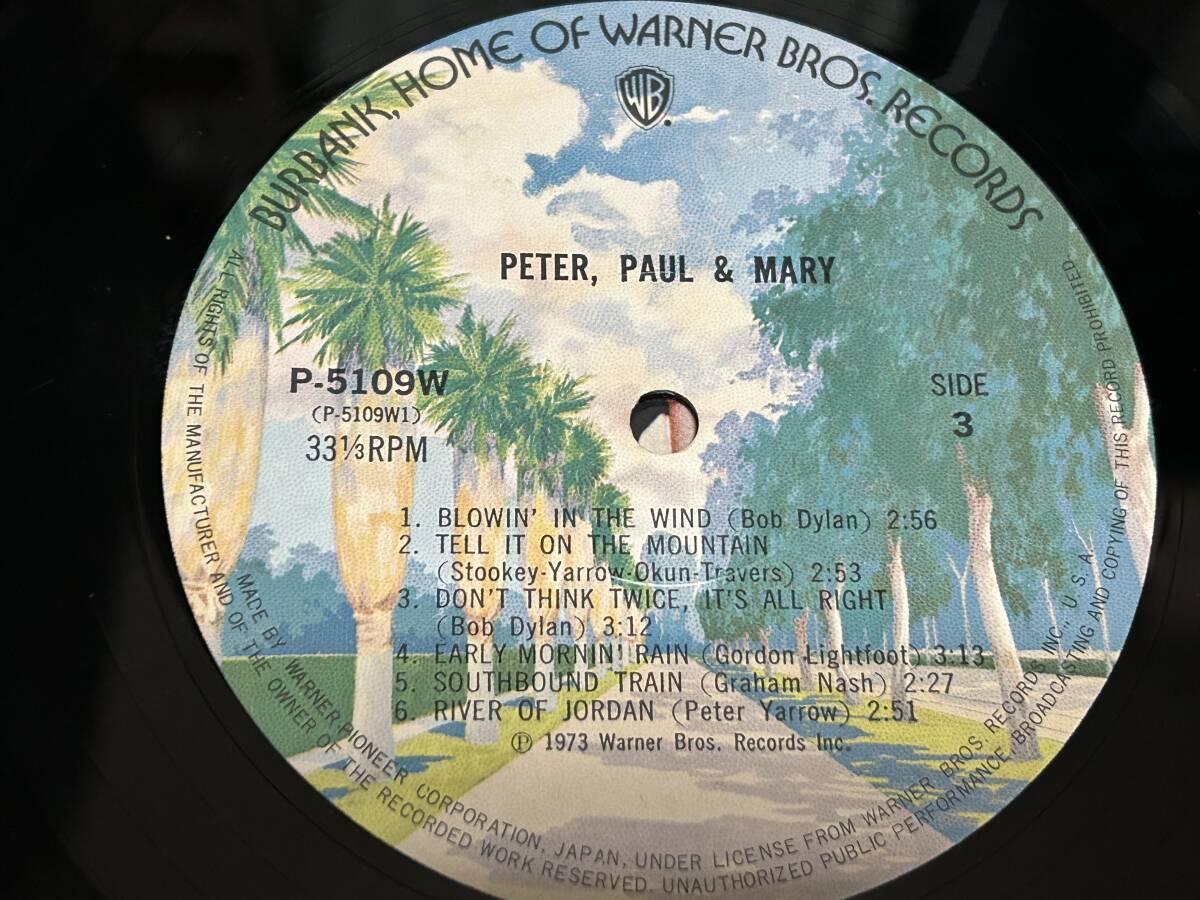 BURBANK, HOME OF WARNER BROS. RECORDS
WB
PETER, PAUL & MARY
P-5109W
(P-5109W1)
33⅓RPM
SIDE
3
1. BLOWIN' IN THE WIND (Bob Dylan) 2:56
2. TELL IT ON THE MOUNTAIN
(Stookey-Yarrow-Okun-Travers) 2:53
3. DON'T THINK TWICE, IT'S ALL RIGHT
(Bob Dylan) 3:12
4. EARLY MORNIN' RAIN (Gordon Lightfoot) 3:13
5. SOUTHBOUND TRAIN (Graham Nash) 2:27
6. RIVER OF JORDAN (Peter Yarrow) 2:51
Ⓟ 1973 Warner Bros. Records Inc.
MADE BY WARNER-PIONEER CORPORATION, JAPAN, UNDER LICENSE FROM WARNER BROS. RECORDS INC., U.S.A.
ALL RIGHTS OF THE MANUFACTURER AND OF THE OWNER OF THE RECORDED WORK RESERVED. UNAUTHORIZED PUBLIC PERFORMANCE, BROADCASTING AND COPYING OF THIS RECORD PROHIBITED